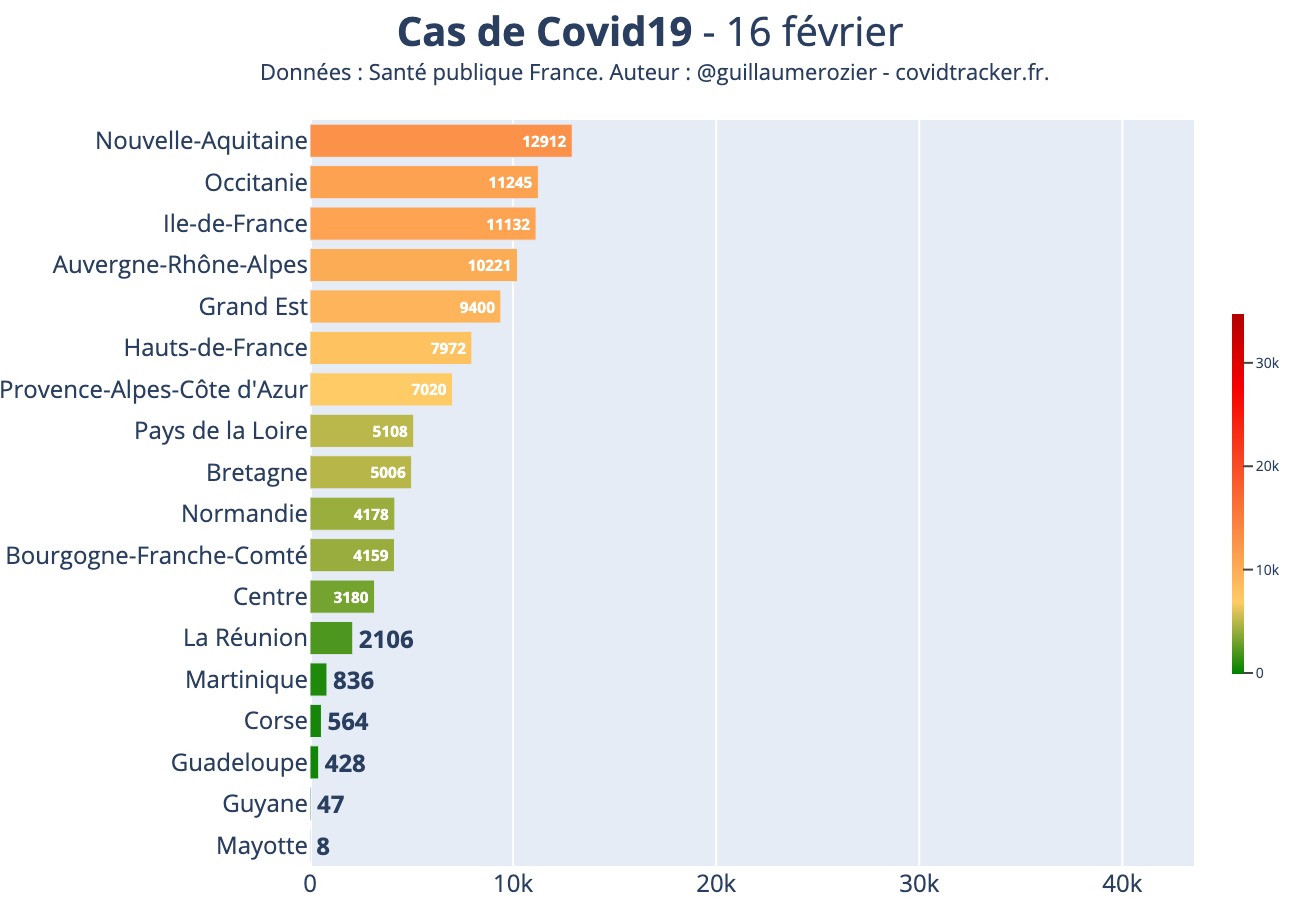 Cas de Covid19 - 16 février
Données : Santé publique France. Auteur : @guillaumerozier - covidtracker.fr.
Nouvelle-Aquitaine 12912
Occitanie 11245
Ile-de-France 11132
Auvergne-Rhône-Alpes 10221
Grand Est 9400
Hauts-de-France 7972
Provence-Alpes-Côte d'Azur 7020
Pays de la Loire 5108
Bretagne 5006
Normandie 4178
Bourgogne-Franche-Comté 4159
Centre 3180
La Réunion 2106
Martinique 836
Corse 564
Guadeloupe 428
Guyane 47
Mayotte 8
0 10k 20k 30k 40k
30k
20k
10k
0